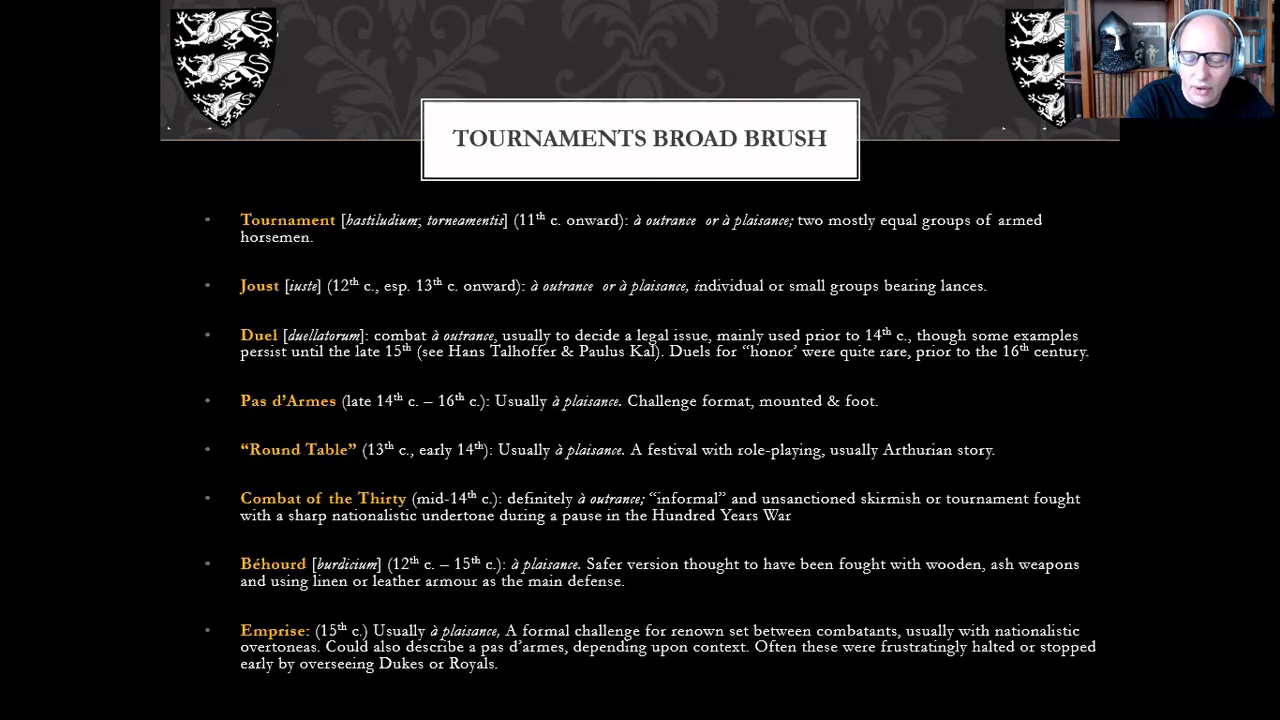 TOURNAMENTS BROAD BRUSH
• Tournament [hastiludium; torneamentis] (11th c. onward): à outrance or à plaisance; two mostly equal groups of armed
horsemen.
• Joust [iuste] (12th c., esp. 13th c. onward): à outrance or à plaisance, individual or small groups bearing lances.
• Duel [duellatorum]: combat à outrance, usually to decide a legal issue, mainly used prior to 14th c., though some examples
persist until the late 15th (see Hans Talhoffer & Paulus Kal). Duels for “honor’ were quite rare, prior to the 16th century.
• Pas d’Armes (late 14th c. – 16th c.): Usually à plaisance. Challenge format, mounted & foot.
• “Round Table” (13th c., early 14th): Usually à plaisance. A festival with role-playing, usually Arthurian story.
• Combat of the Thirty (mid-14th c.): definitely à outrance; “informal” and unsanctioned skirmish or tournament fought
with a sharp nationalistic undertone during a pause in the Hundred Years War
• Béhourd [burdicium] (12th c. – 15th c.): à plaisance. Safer version thought to have been fought with wooden, ash weapons
and using linen or leather armour as the main defense.
• Emprise: (15th c.) Usually à plaisance, A formal challenge for renown set between combatants, usually with nationalistic
overtoneas. Could also describe a pas d’armes, depending upon context. Often these were frustratingly halted or stopped
early by overseeing Dukes or Royals.